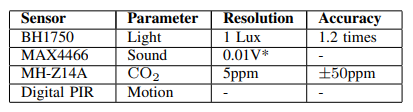 Sensor Parameter Resolution Accuracy
BH1750 Light 1 Lux 1.2 times
MAX4466 Sound 0.01V* -
MH-Z14A CO2 5ppm ±50ppm
Digital PIR Motion - -